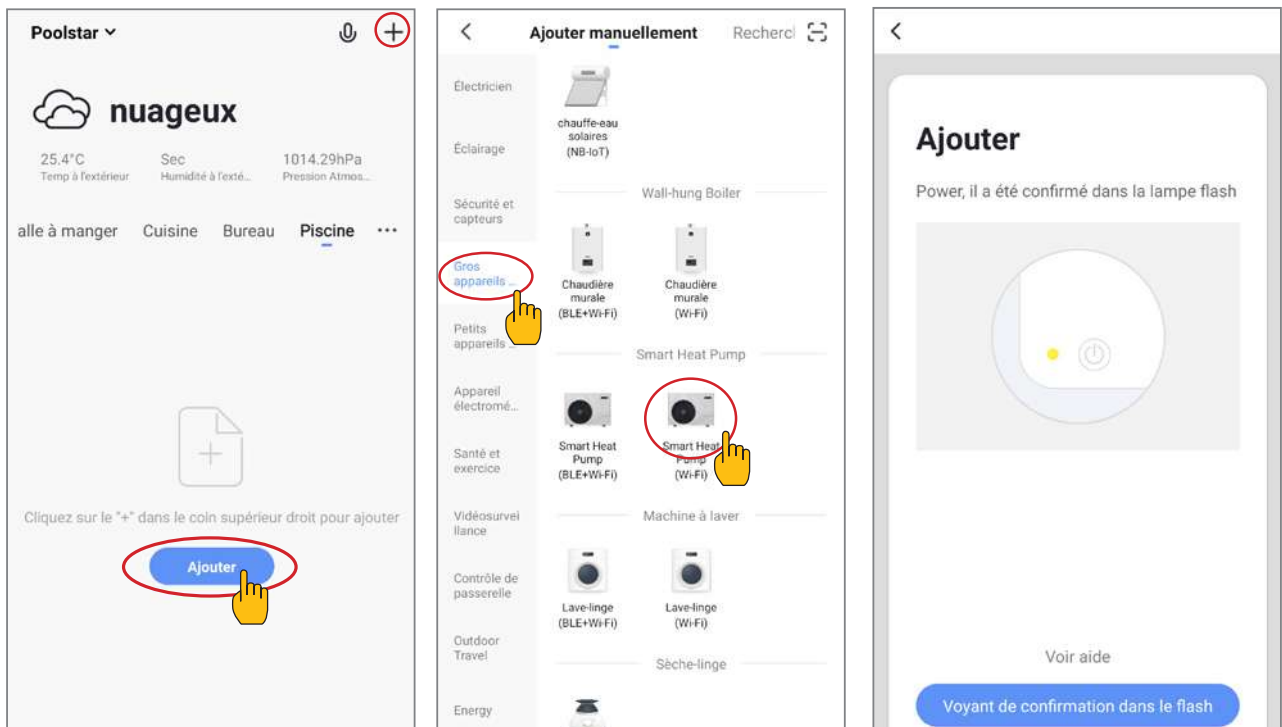 Poolstar
nuageux
25.4°C Sec 1014.29hPa
Temp à l'extérieur Humidité à l'exté... Pression Atmos...
alle à manger Cuisine Bureau Piscine ...
Cliquez sur le "+" dans le coin supérieur droit pour ajouter
Ajouter
Ajouter manuellement Recherc
Électricien
Éclairage
Sécurité et
capteurs
Gros
appareils ...
Petits
appareils ...
Appareil
électromé...
Santé et
exercice
Vidéosurvei
llance
Contrôle de
passerelle
Outdoor
Travel
Energy
chauffe-eau
solaires
(NB-IoT)
Wall-hung Boiler
Chaudière
murale
(BLE+Wi-Fi)
Chaudière
murale
(Wi-Fi)
Smart Heat Pump
Smart Heat
Pump
(BLE+Wi-Fi)
Smart Heat
Pump
(Wi-Fi)
Machine à laver
Lave-linge
(BLE+Wi-Fi)
Lave-linge
(Wi-Fi)
Sèche-linge
Ajouter
Power, il a été confirmé dans la lampe flash
Voir aide
Voyant de confirmation dans le flash